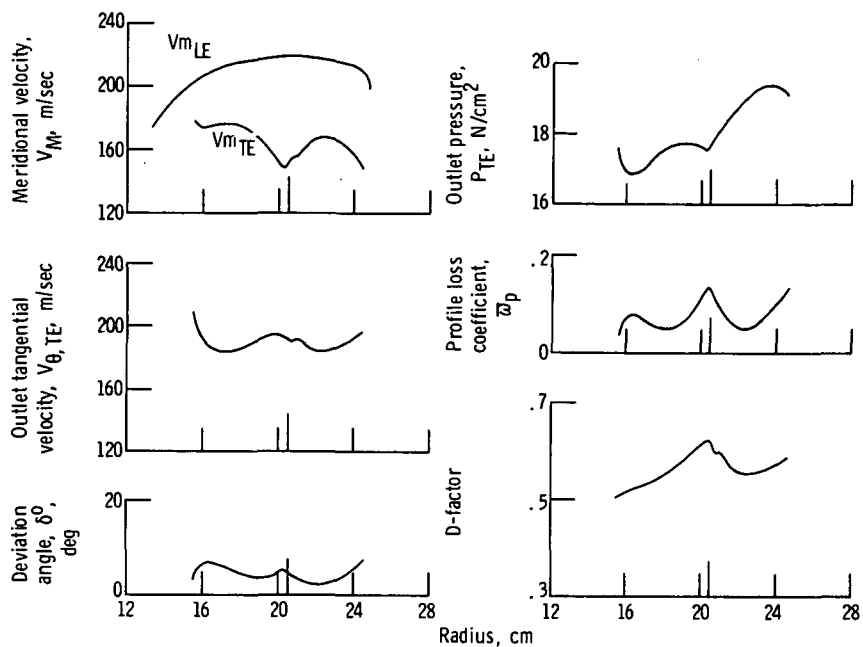 Meridional velocity,
V_M, m/sec
240
200
160
120
Vm_LE
Vm_TE
Outlet tangential
velocity, V_θ,TE, m/sec
240
200
160
120
Deviation
angle, δ°,
deg
20
0
12 16 20 24 28
Outlet pressure,
P_TE, N/cm²
20
18
16
Profile loss
coefficient,
ω̅_p
.2
0
D-factor
.7
.5
.3
12 16 20 24 28
Radius, cm